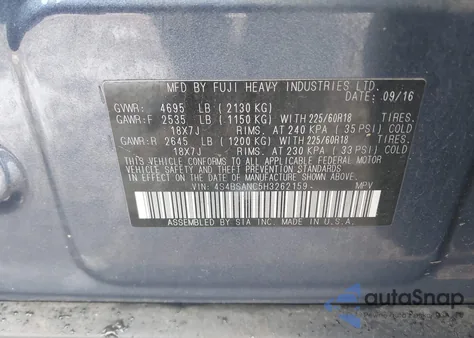 MFD BY FUJI HEAVY INDUSTRIES LTD.
DATE: 09/16
GVWR: 4695 LB ( 2130 KG)
GAWR:F 2535 LB ( 1150 KG) WITH 225/60R18 TIRES.
18X7J RIMS. AT 240 KPA ( 35 PSI) COLD
GAWR:R 2645 LB ( 1200 KG) WITH 225/60R18 TIRES.
18X7J RIMS. AT 230 KPA ( 33 PSI) COLD
THIS VEHICLE CONFORMS TO ALL APPLICABLE FEDERAL MOTOR
VEHICLE SAFETY AND BUMPER STANDARDS IN EFFECT ON THE
DATE OF MANUFACTURE SHOWN ABOVE.
VIN: 4S4BSANC5H3262159 MPV
ASSEMBLED BY SIA INC. MADE IN U.S.A.
autoSnap